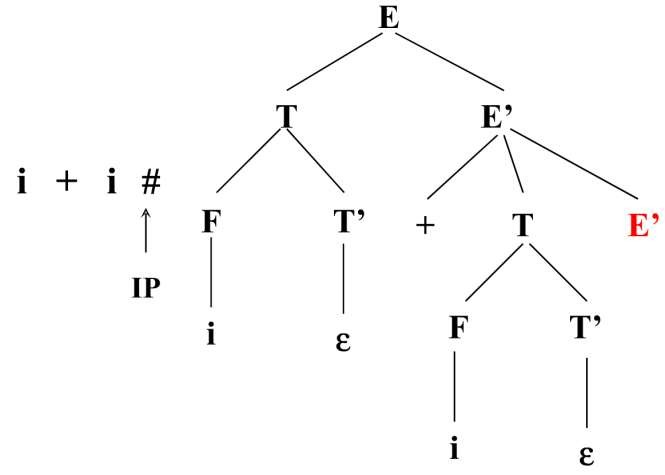 E
T E’
i + i #
F T’ + T E’
IP
i ε
F T’
i ε